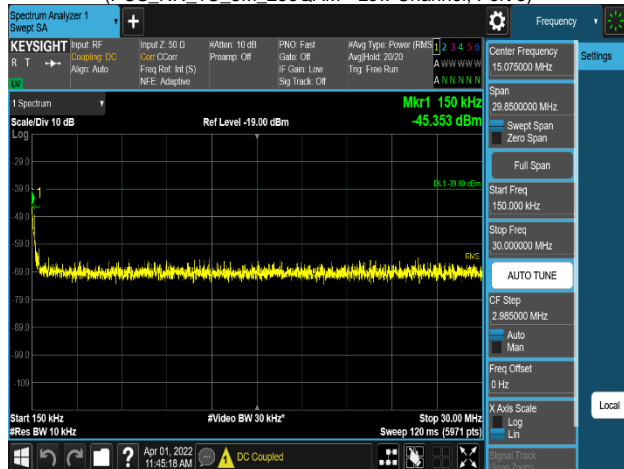 Spectrum Analyzer 1
Swept SA
+
Frequency
KEYSIGHT
R T
Input: RF
Coupling: DC
Align: Auto
Input Z: 50 Ω
Corr CCorr
Freq Ref: Int (S)
NFE: Adaptive
#Atten: 10 dB
Preamp: Off
PNO: Fast
Gate: Off
IF Gain: Low
Sig Track: Off
#Avg Type: Power (RMS
Avg|Hold: 20/20
Trig: Free Run
1 2 3 4 5 6
A W W W W W
A N N N N N
1 Spectrum
Scale/Div 10 dB
Log
Ref Level -19.00 dBm
Mkr1 150 kHz
-45.353 dBm
-29.0
-39.0
-49.0
-59.0
-69.0
-79.0
-89.0
-99.0
-109
1
DL1 -39.00 dBm
RMS
Start 150 kHz
#Res BW 10 kHz
#Video BW 30 kHz*
Stop 30.00 MHz
Sweep 120 ms (5971 pts)
Center Frequency
15.075000 MHz
Settings
Span
29.8500000 MHz
Swept Span
Zero Span
Full Span
Start Freq
150.000 kHz
Stop Freq
30.000000 MHz
AUTO TUNE
CF Step
2.985000 MHz
Auto
Man
Freq Offset
0 Hz
X Axis Scale
Log
Lin
Local
Signal Track
(Span Zoom)
?
Apr 01, 2022
11:45:18 AM
DC Coupled